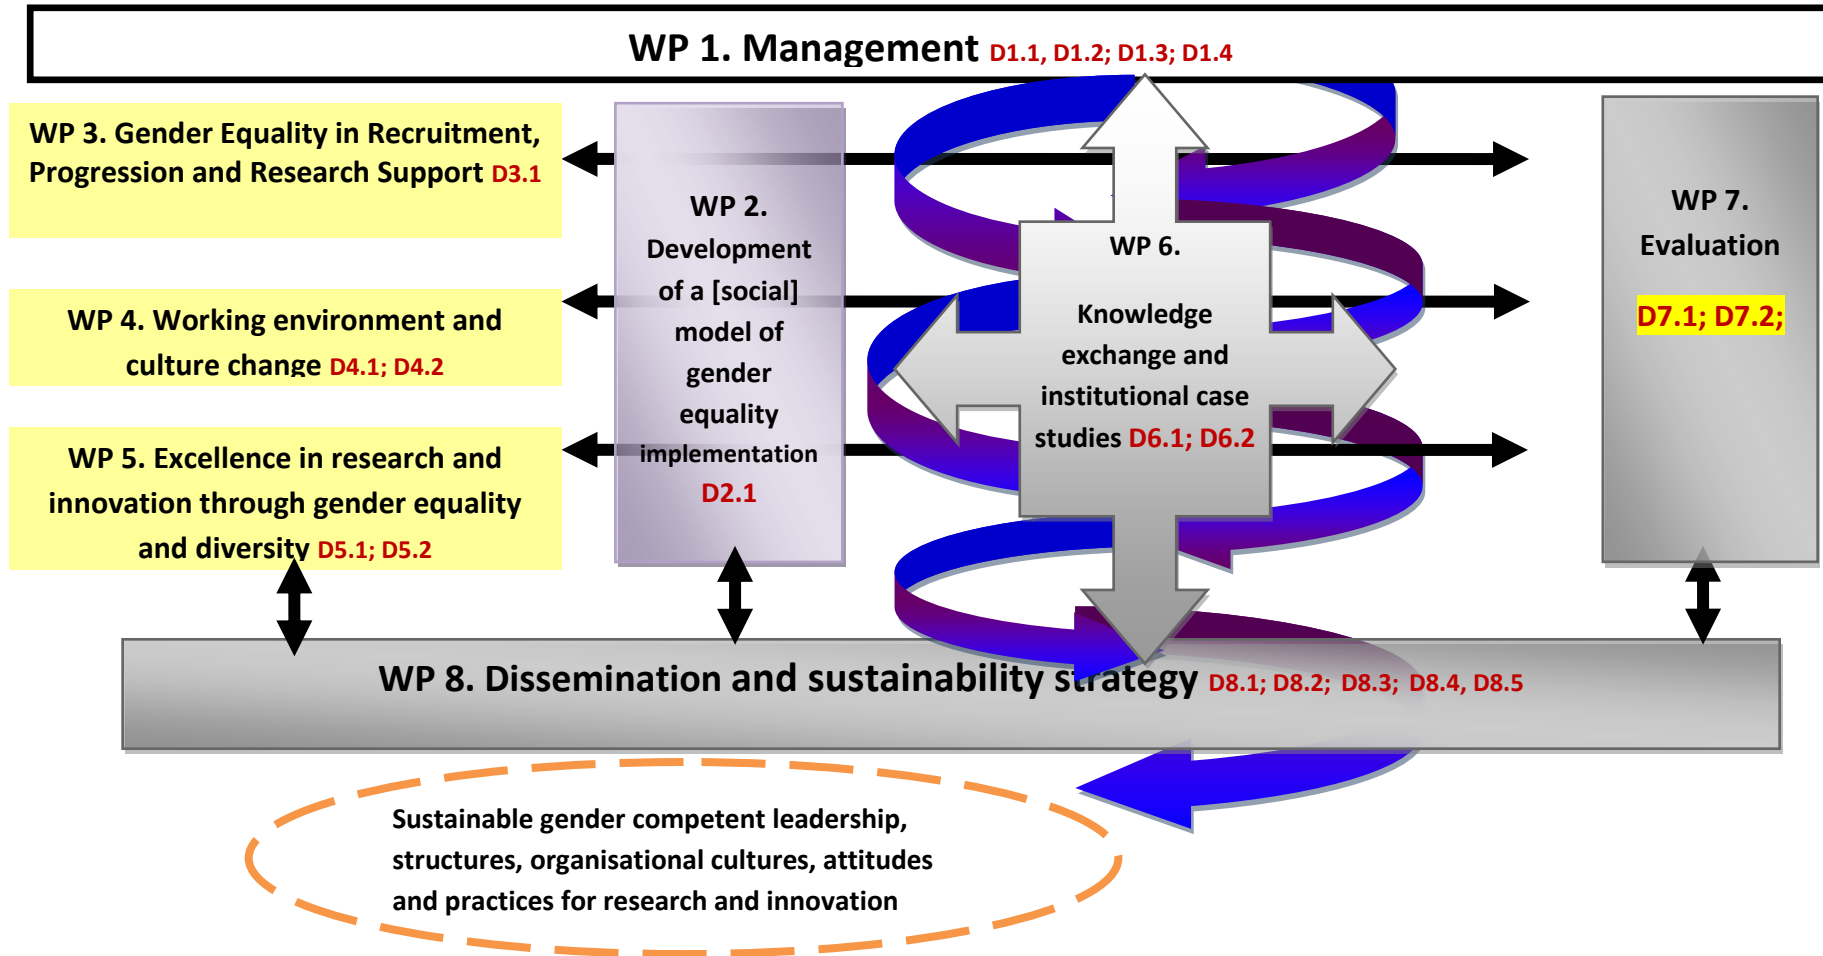 WP 1. Management D1.1, D1.2; D1.3; D1.4
WP 3. Gender Equality in Recruitment,
Progression and Research Support D3.1
WP 4. Working environment and
culture change D4.1; D4.2
WP 5. Excellence in research and
innovation through gender equality
and diversity D5.1; D5.2
WP 2.
Development
of a [social]
model of
gender
equality
implementation
D2.1
WP 6.
Knowledge
exchange and
institutional case
studies D6.1; D6.2
WP 7.
Evaluation
D7.1; D7.2;
WP 8. Dissemination and sustainability strategy D8.1; D8.2; D8.3; D8.4, D8.5
Sustainable gender competent leadership,
structures, organisational cultures, attitudes
and practices for research and innovation